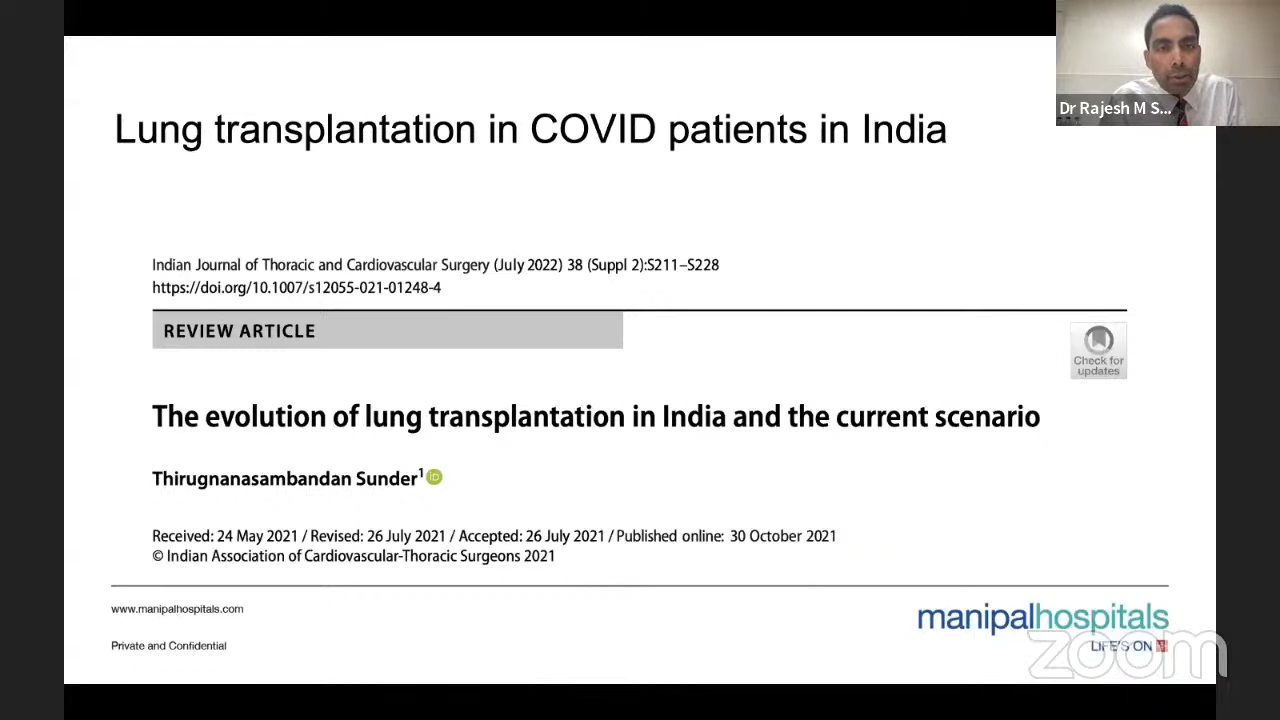 Lung transplantation in COVID patients in India
Dr Rajesh M S...
Indian Journal of Thoracic and Cardiovascular Surgery (July 2022) 38 (Suppl 2):S211–S228
https://doi.org/10.1007/s12055-021-01248-4
REVIEW ARTICLE
Check for
updates
The evolution of lung transplantation in India and the current scenario
Thirugnanasambandan Sunder1 iD
Received: 24 May 2021 / Revised: 26 July 2021 / Accepted: 26 July 2021 / Published online: 30 October 2021
© Indian Association of Cardiovascular-Thoracic Surgeons 2021
www.manipalhospitals.com
manipalhospitals
Private and Confidential
LIFE'S ON
zoom